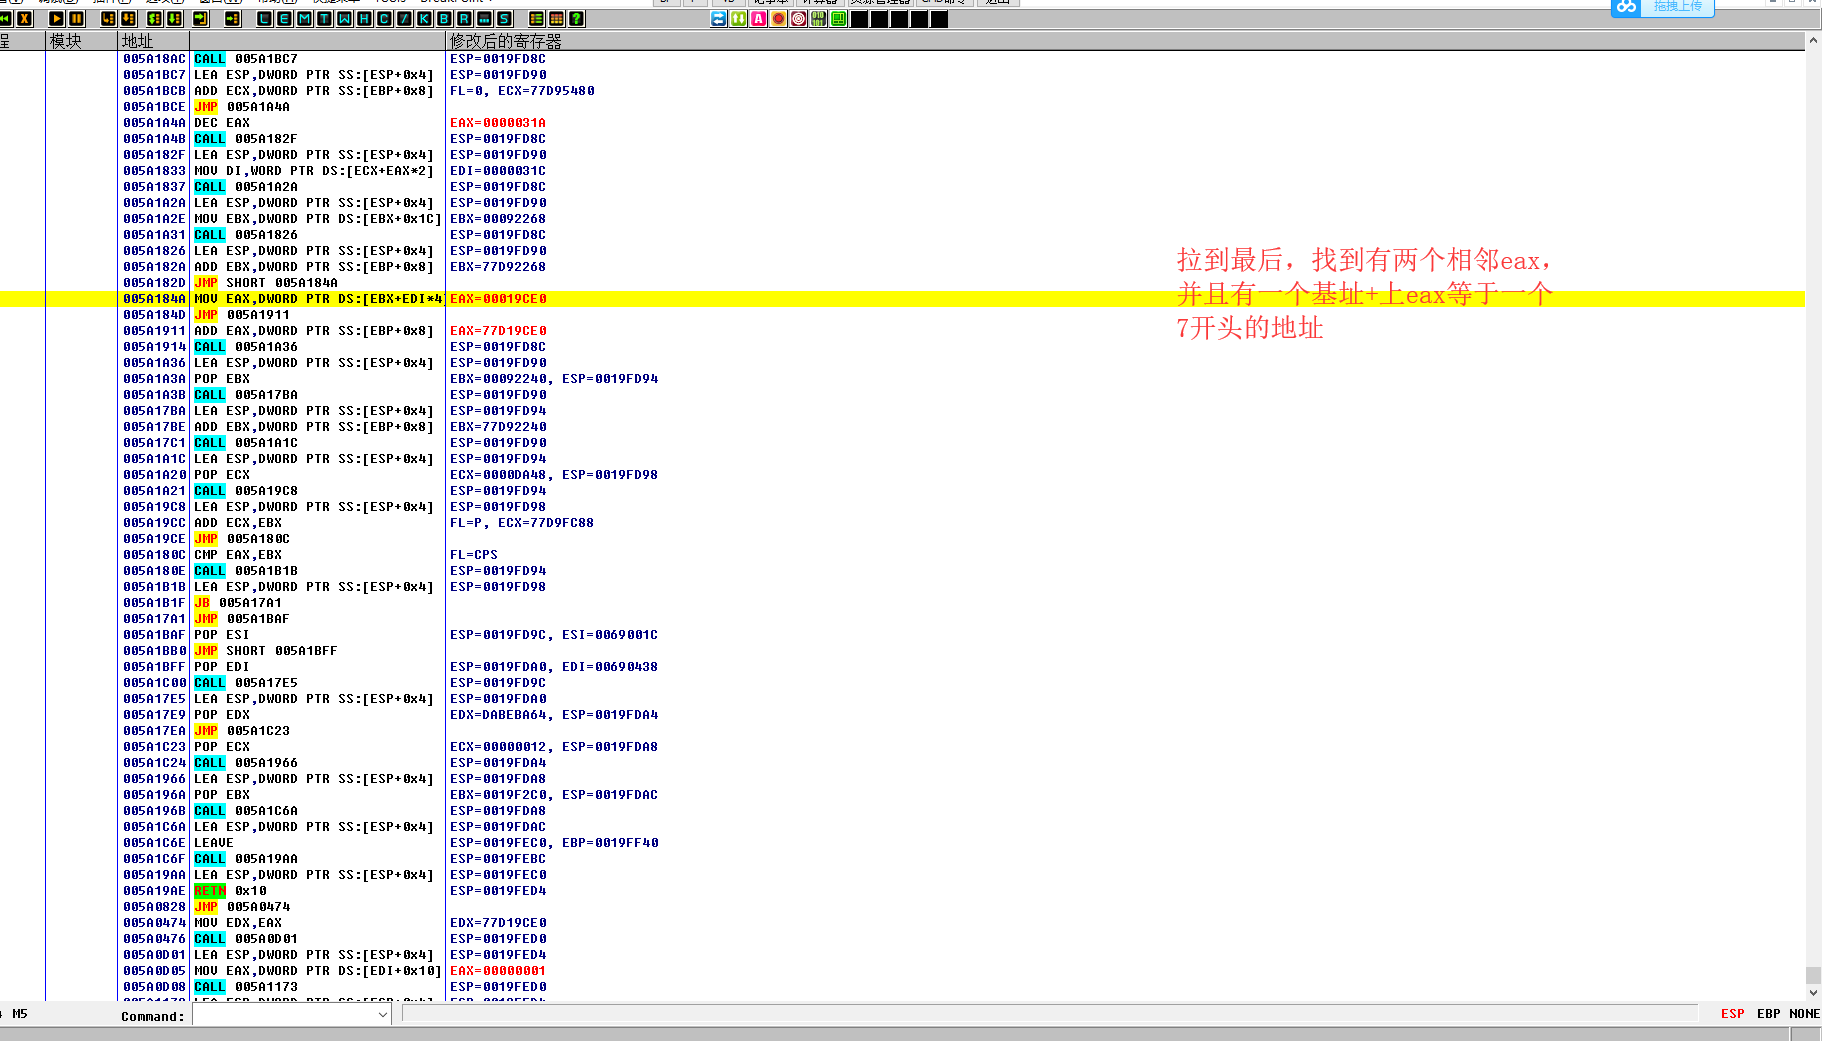 拖拽上传
L E M T W H C / K B R ... S
模块 地址 修改后的寄存器
005A18AC CALL 005A1BC7 ESP=0019FD8C
005A1BC7 LEA ESP,DWORD PTR SS:[ESP+0x4] ESP=0019FD90
005A1BCB ADD ECX,DWORD PTR SS:[EBP+0x8] FL=0, ECX=77D95480
005A1BCE JMP 005A1A4A
005A1A4A DEC EAX EAX=0000031A
005A1A4B CALL 005A182F ESP=0019FD8C
005A182F LEA ESP,DWORD PTR SS:[ESP+0x4] ESP=0019FD90
005A1833 MOV DI,WORD PTR DS:[ECX+EAX*2] EDI=0000031C
005A1837 CALL 005A1A2A ESP=0019FD8C
005A1A2A LEA ESP,DWORD PTR SS:[ESP+0x4] ESP=0019FD90
005A1A2E MOV EBX,DWORD PTR DS:[EBX+0x1C] EBX=00092268
005A1A31 CALL 005A1826 ESP=0019FD8C
005A1826 LEA ESP,DWORD PTR SS:[ESP+0x4] ESP=0019FD90
005A182A ADD EBX,DWORD PTR SS:[EBP+0x8] EBX=77D92268
005A182D JMP SHORT 005A184A
005A184A MOV EAX,DWORD PTR DS:[EBX+EDI*4] EAX=00019CE0
005A184D JMP 005A1911
005A1911 ADD EAX,DWORD PTR SS:[EBP+0x8] EAX=77D19CE0
005A1914 CALL 005A1A36 ESP=0019FD8C
005A1A36 LEA ESP,DWORD PTR SS:[ESP+0x4] ESP=0019FD90
005A1A3A POP EBX EBX=00092240, ESP=0019FD94
005A1A3B CALL 005A17BA ESP=0019FD90
005A17BA LEA ESP,DWORD PTR SS:[ESP+0x4] ESP=0019FD94
005A17BE ADD EBX,DWORD PTR SS:[EBP+0x8] EBX=77D92240
005A17C1 CALL 005A1A1C ESP=0019FD90
005A1A1C LEA ESP,DWORD PTR SS:[ESP+0x4] ESP=0019FD94
005A1A20 POP ECX ECX=0000DA48, ESP=0019FD98
005A1A21 CALL 005A19C8 ESP=0019FD94
005A19C8 LEA ESP,DWORD PTR SS:[ESP+0x4] ESP=0019FD98
005A19CC ADD ECX,EBX FL=P, ECX=77D9FC88
005A19CE JMP 005A180C
005A180C CMP EAX,EBX FL=CPS
005A180E CALL 005A1B1B ESP=0019FD94
005A1B1B LEA ESP,DWORD PTR SS:[ESP+0x4] ESP=0019FD98
005A1B1F JB 005A17A1
005A17A1 JMP 005A1BAF
005A1BAF POP ESI ESP=0019FD9C, ESI=0069001C
005A1BB0 JMP SHORT 005A1BFF
005A1BFF POP EDI ESP=0019FDA0, EDI=00690438
005A1C00 CALL 005A17E5 ESP=0019FD9C
005A17E5 LEA ESP,DWORD PTR SS:[ESP+0x4] ESP=0019FDA0
005A17E9 POP EDX EDX=DABEBA64, ESP=0019FDA4
005A17EA JMP 005A1C23
005A1C23 POP ECX ECX=00000012, ESP=0019FDA8
005A1C24 CALL 005A1966 ESP=0019FDA4
005A1966 LEA ESP,DWORD PTR SS:[ESP+0x4] ESP=0019FDA8
005A196A POP EBX EBX=0019F2C0, ESP=0019FDAC
005A196B CALL 005A1C6A ESP=0019FDA8
005A1C6A LEA ESP,DWORD PTR SS:[ESP+0x4] ESP=0019FDAC
005A1C6E LEAVE ESP=0019FEC0, EBP=0019FF40
005A1C6F CALL 005A19AA ESP=0019FEBC
005A19AA LEA ESP,DWORD PTR SS:[ESP+0x4] ESP=0019FEC0
005A19AE RETN 0x10 ESP=0019FED4
005A0828 JMP 005A0474
005A0474 MOV EDX,EAX EDX=77D19CE0
005A0476 CALL 005A0D01 ESP=0019FED0
005A0D01 LEA ESP,DWORD PTR SS:[ESP+0x4] ESP=0019FED4
005A0D05 MOV EAX,DWORD PTR DS:[EDI+0x10] EAX=00000001
005A0D08 CALL 005A1173 ESP=0019FED0
拉到最后，找到有两个相邻eax，
并且有一个基址+上eax等于一个
7开头的地址
M5 Command: ESP EBP NONE